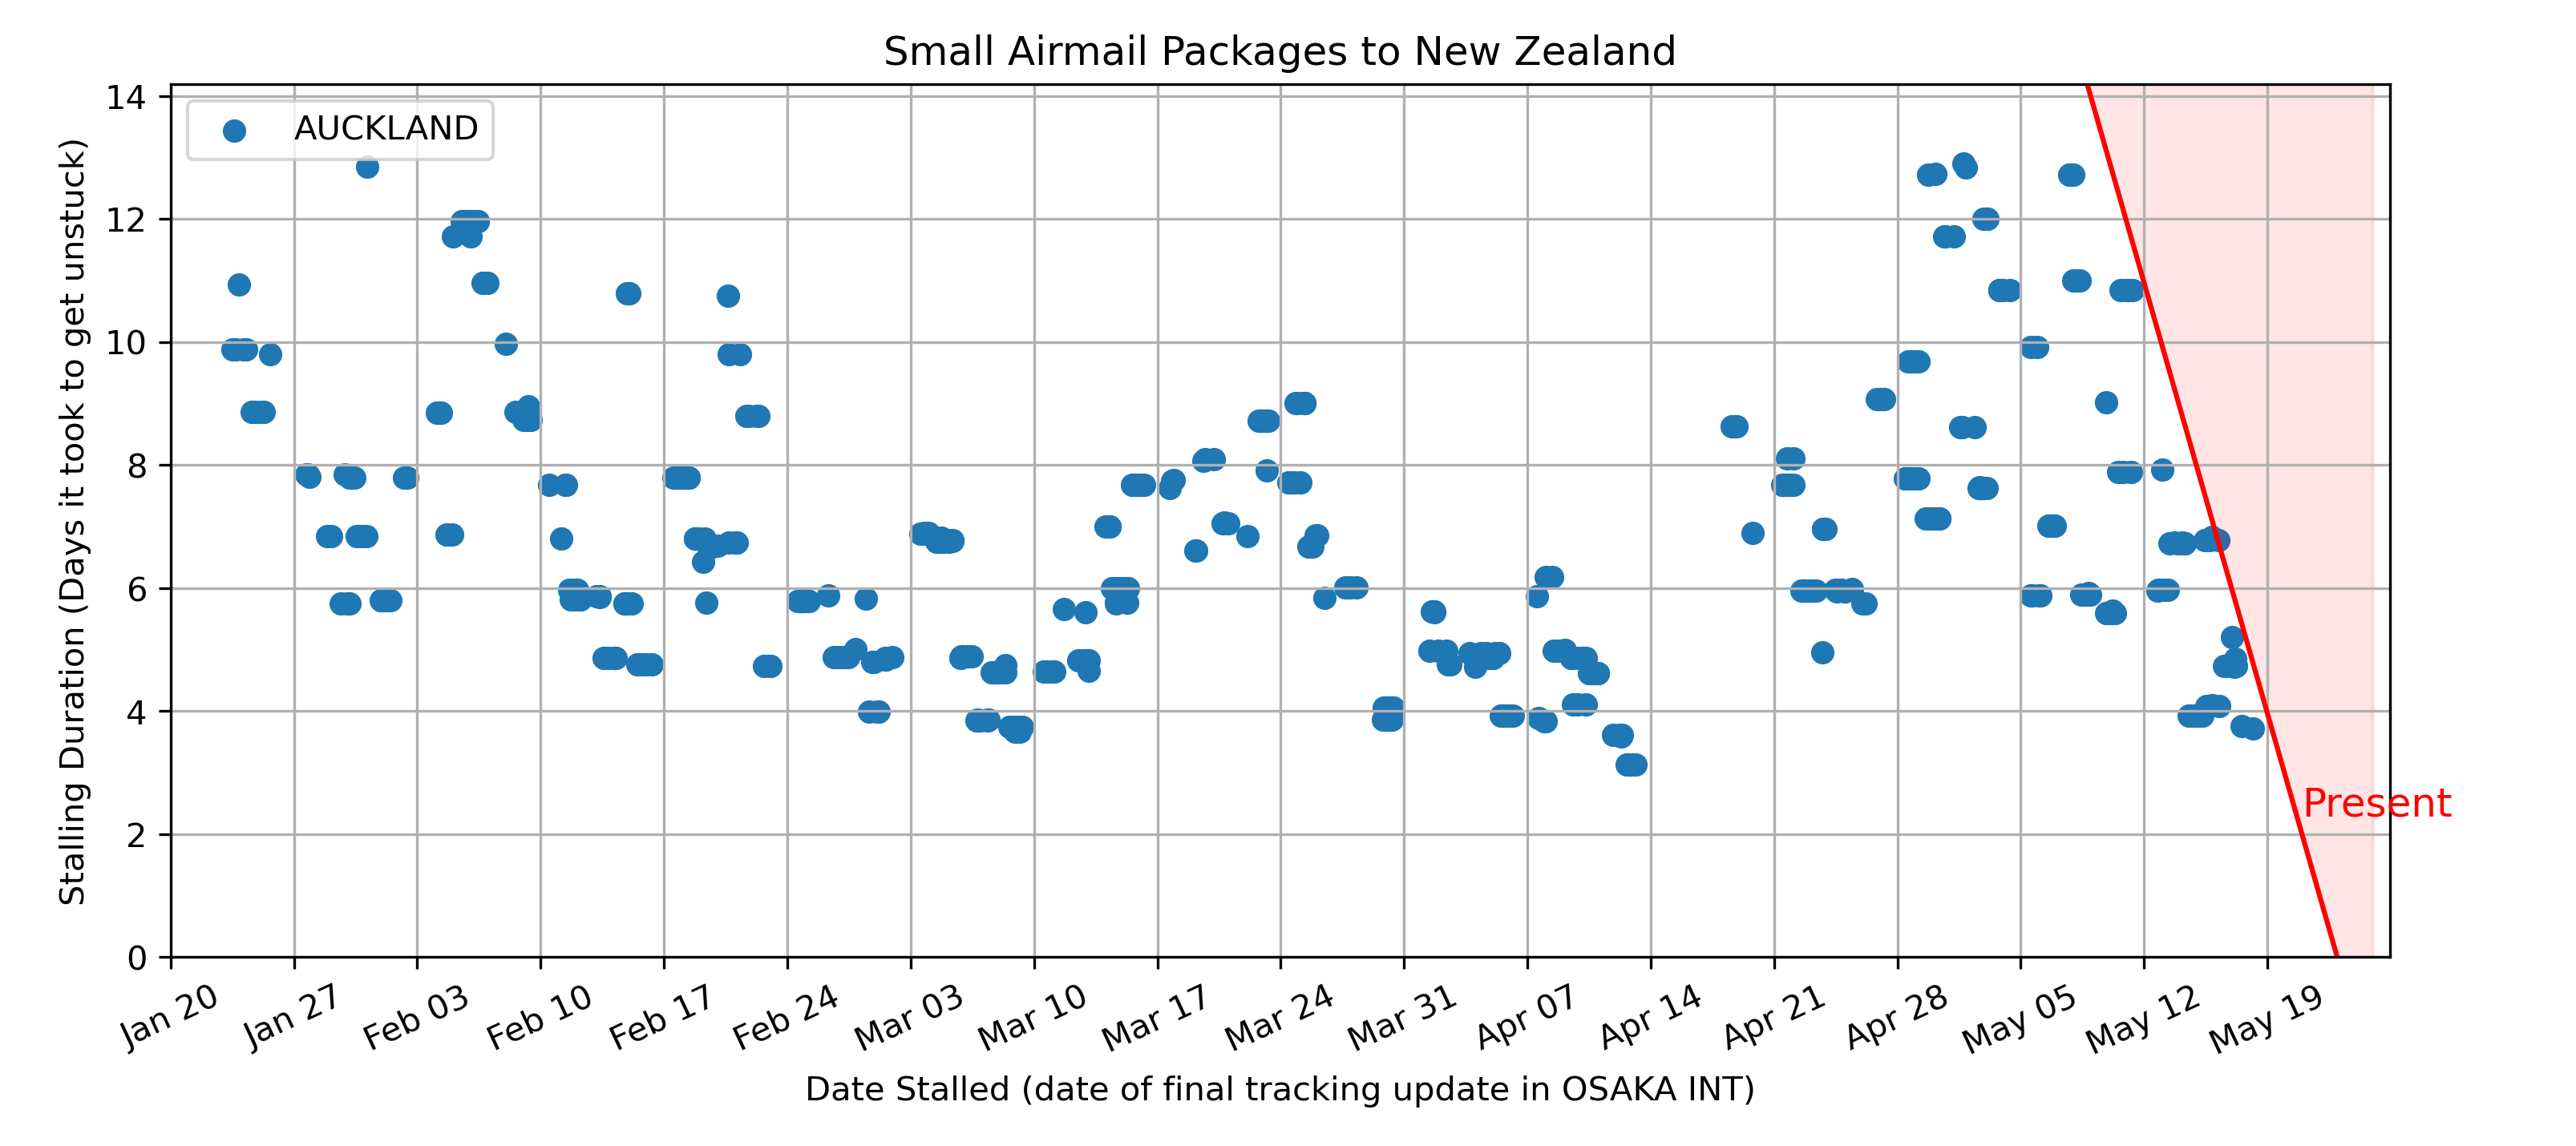 Small Airmail Packages to New Zealand
AUCKLAND
Stalling Duration (Days it took to get unstuck)
14
12
10
8
6
4
2
0
Present
Jan 20
Jan 27
Feb 03
Feb 10
Feb 17
Feb 24
Mar 03
Mar 10
Mar 17
Mar 24
Mar 31
Apr 07
Apr 14
Apr 21
Apr 28
May 05
May 12
May 19
Date Stalled (date of final tracking update in OSAKA INT)